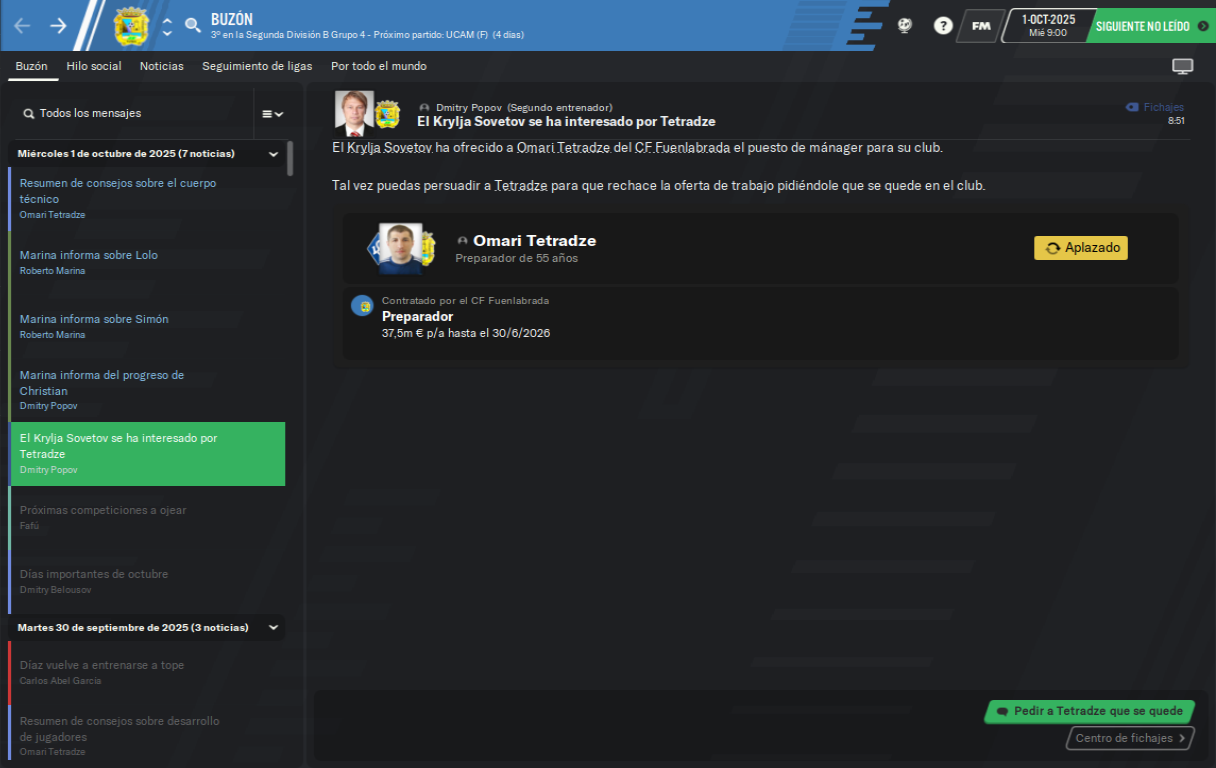 BUZÓN
3º en la Segunda División B Grupo 4 - Próximo partido: UCAM (F) (4 días)
?
FM
1-OCT-2025
Mié 9:00
SIGUIENTE NO LEÍDO
Buzón
Hilo social
Noticias
Seguimiento de ligas
Por todo el mundo
Todos los mensajes
Miércoles 1 de octubre de 2025 (7 noticias)
Resumen de consejos sobre el cuerpo
técnico
Omari Tetradze
Marina informa sobre Lolo
Roberto Marina
Marina informa sobre Simón
Roberto Marina
Marina informa del progreso de
Christian
Dmitry Popov
El Krylja Sovetov se ha interesado por
Tetradze
Dmitry Popov
Próximas competiciones a ojear
Fafú
Días importantes de octubre
Dmitry Belousov
Martes 30 de septiembre de 2025 (3 noticias)
Díaz vuelve a entrenarse a tope
Carlos Abel García
Resumen de consejos sobre desarrollo
de jugadores
Omari Tetradze
Dmitry Popov (Segundo entrenador)
El Krylja Sovetov se ha interesado por Tetradze
Fichajes
8:51
El Krylja Sovetov ha ofrecido a Omari Tetradze del CF Fuenlabrada el puesto de mánager para su club.
Tal vez puedas persuadir a Tetradze para que rechace la oferta de trabajo pidiéndole que se quede en el club.
Omari Tetradze
Preparador de 55 años
Aplazado
Contratado por el CF Fuenlabrada
Preparador
37,5m € p/a hasta el 30/6/2026
Pedir a Tetradze que se quede
Centro de fichajes